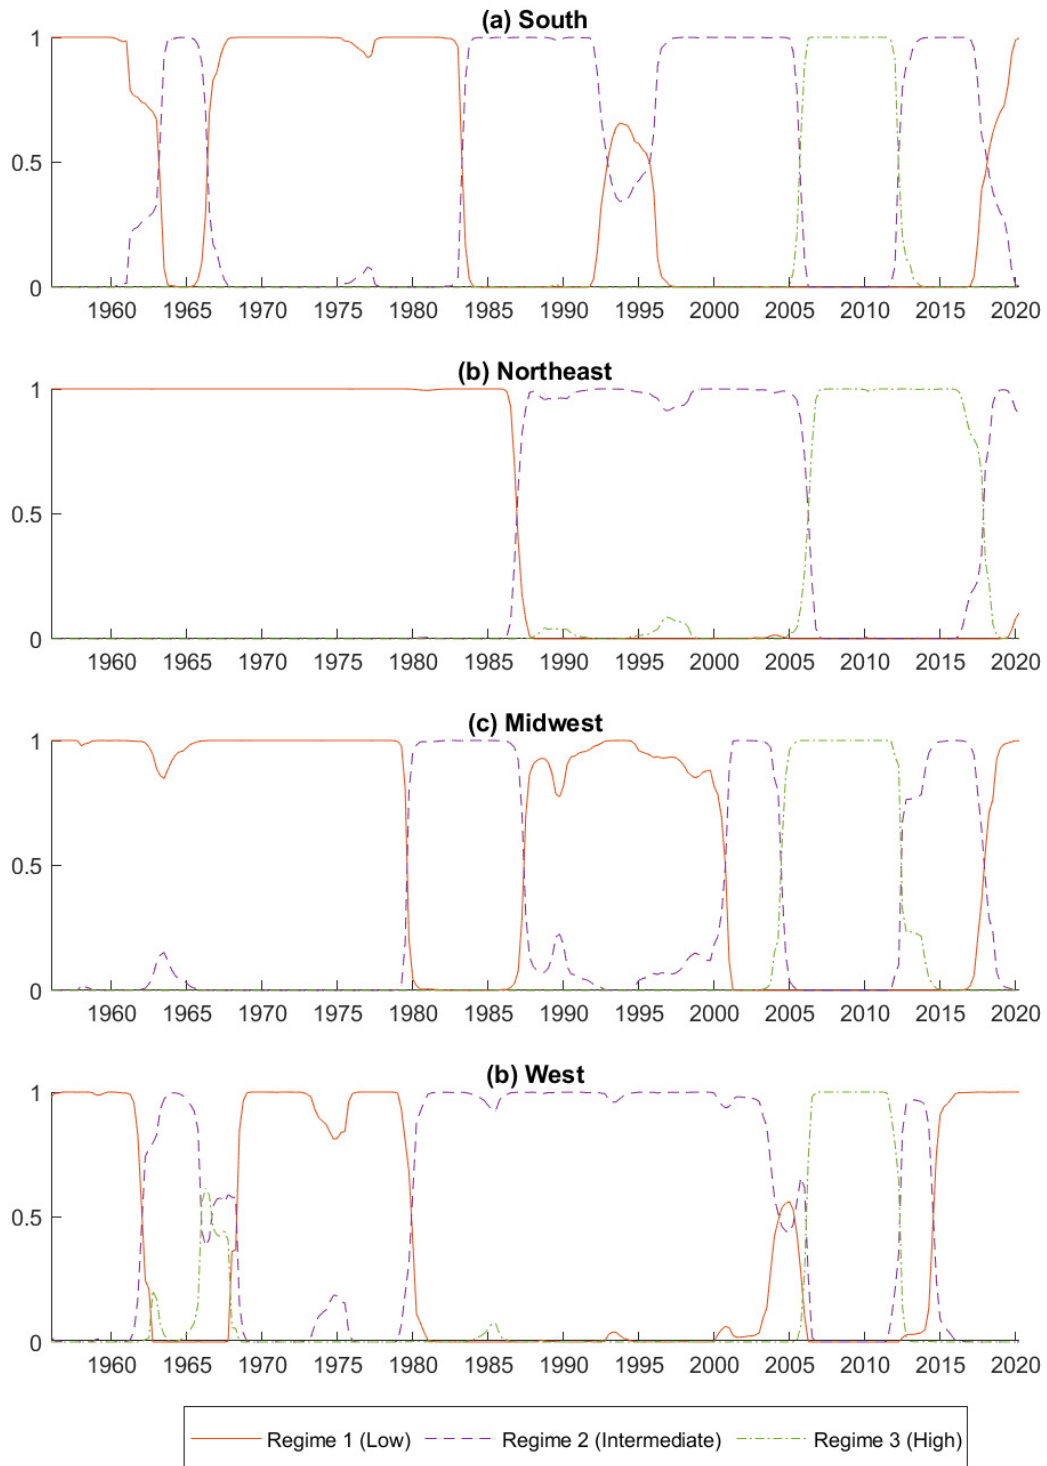 (a) South
1
0.5
0
1960 1965 1970 1975 1980 1985 1990 1995 2000 2005 2010 2015 2020
(b) Northeast
1
0.5
0
1960 1965 1970 1975 1980 1985 1990 1995 2000 2005 2010 2015 2020
(c) Midwest
1
0.5
0
1960 1965 1970 1975 1980 1985 1990 1995 2000 2005 2010 2015 2020
(b) West
1
0.5
0
1960 1965 1970 1975 1980 1985 1990 1995 2000 2005 2010 2015 2020
Regime 1 (Low) Regime 2 (Intermediate) Regime 3 (High)